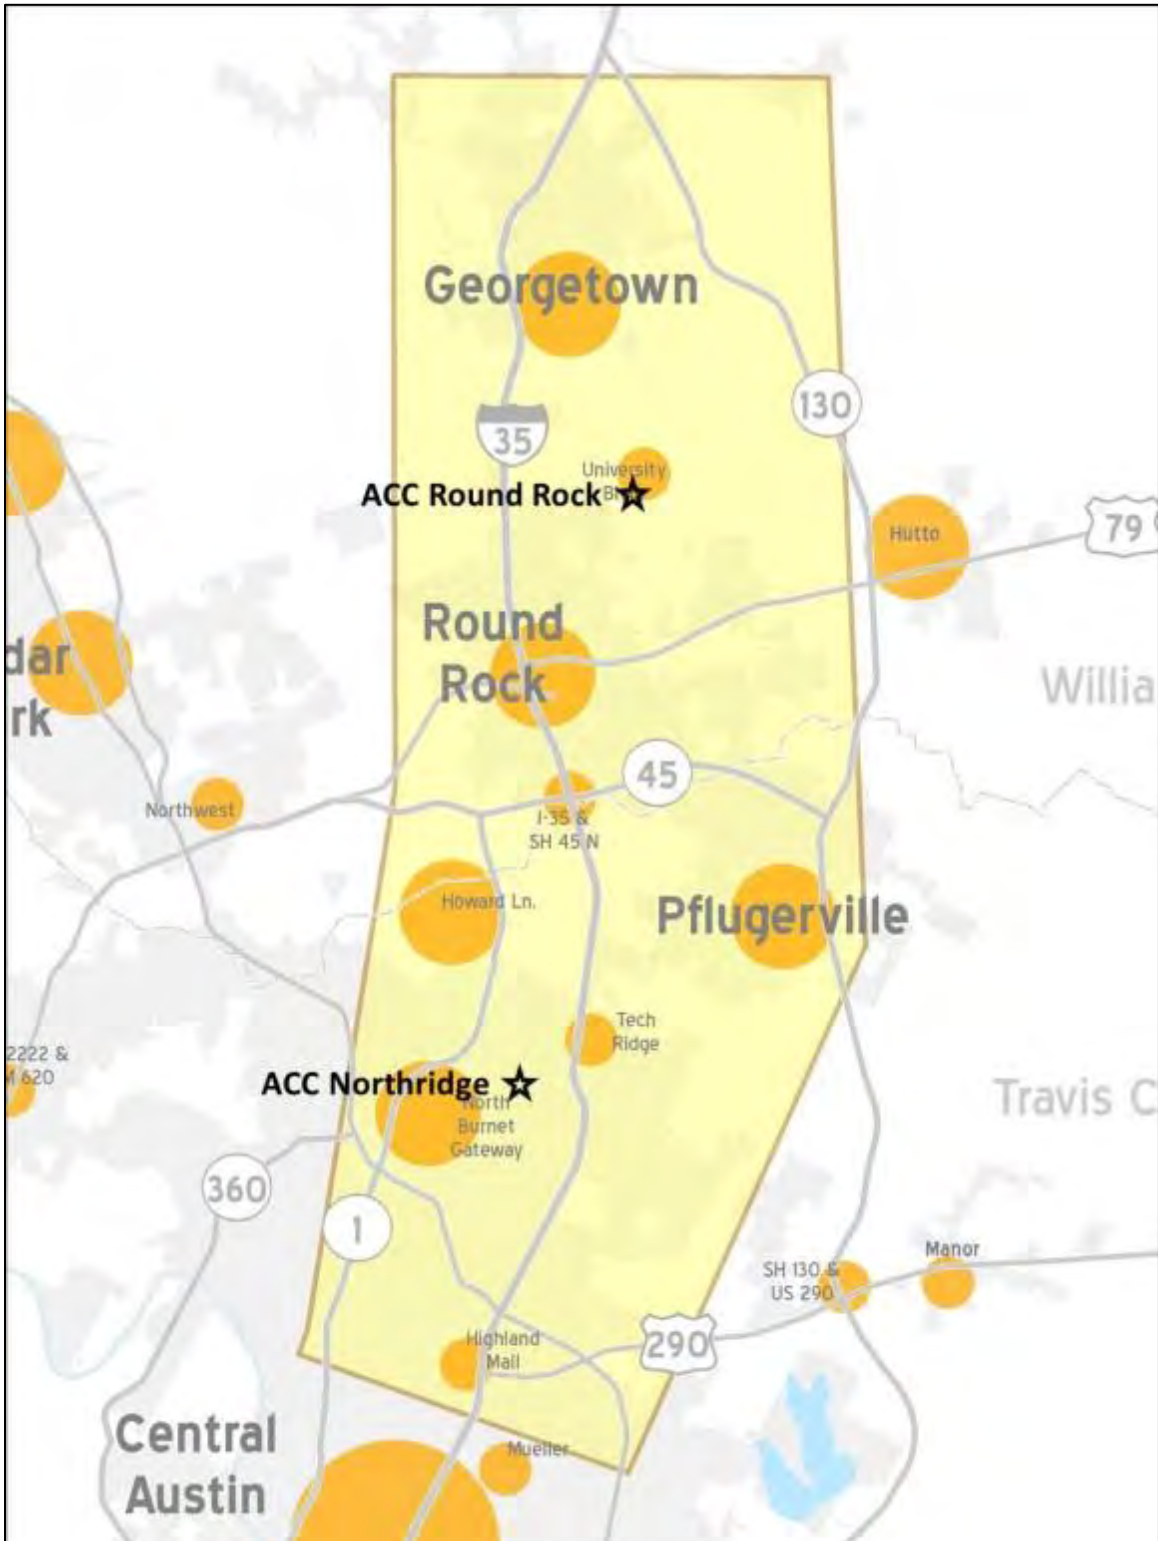 Georgetown
130
35
University
ACC Round Rock
79
Hutto
Round
Rock
dar
rk
Willia
45
Northwest
I-35 &
SH 45 N
Howard Ln.
Pflugerville
Tech
Ridge
2222 &
M 620
ACC Northridge
North
Burnet
Gateway
Travis C
360
1
Manor
SH 130 &
US 290
Highland
Mall
290
Central
Austin
Mueller